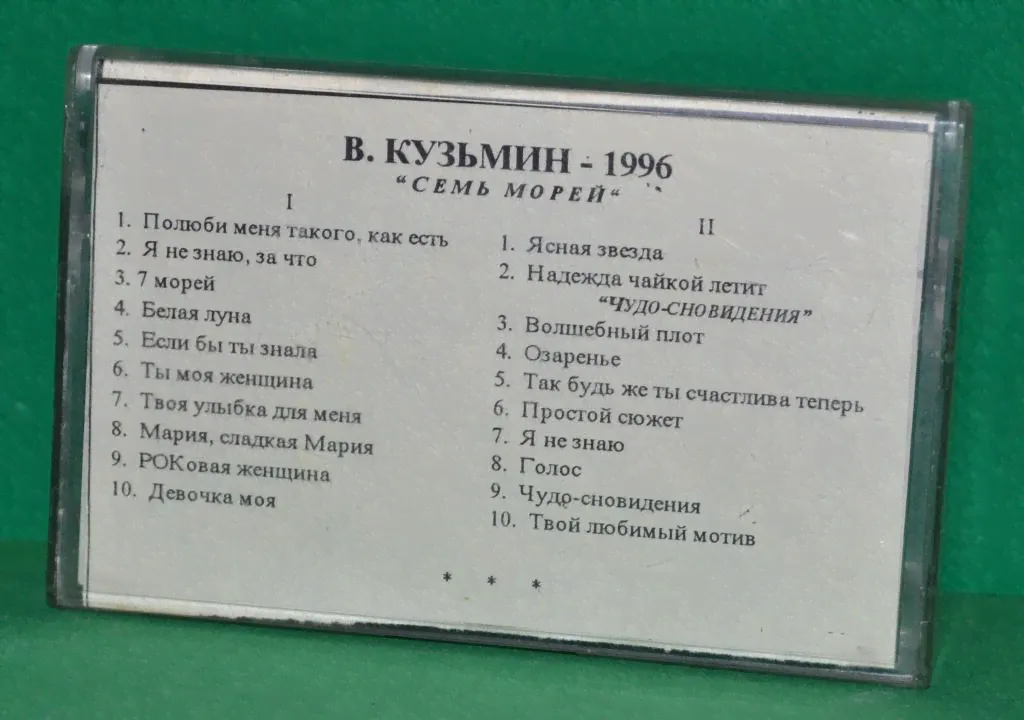 В. КУЗЬМИН - 1996
"СЕМЬ МОРЕЙ"
I
1. Полюби меня такого, как есть
2. Я не знаю, за что
3. 7 морей
4. Белая луна
5. Если бы ты знала
6. Ты моя женщина
7. Твоя улыбка для меня
8. Мария, сладкая Мария
9. РОКовая женщина
10. Девочка моя
II
1. Ясная звезда
2. Надежда чайкой летит
"ЧУДО-СНОВИДЕНИЯ"
3. Волшебный плот
4. Озаренье
5. Так будь же ты счастлива теперь
6. Простой сюжет
7. Я не знаю
8. Голос
9. Чудо-сновидения
10. Твой любимый мотив
* * *